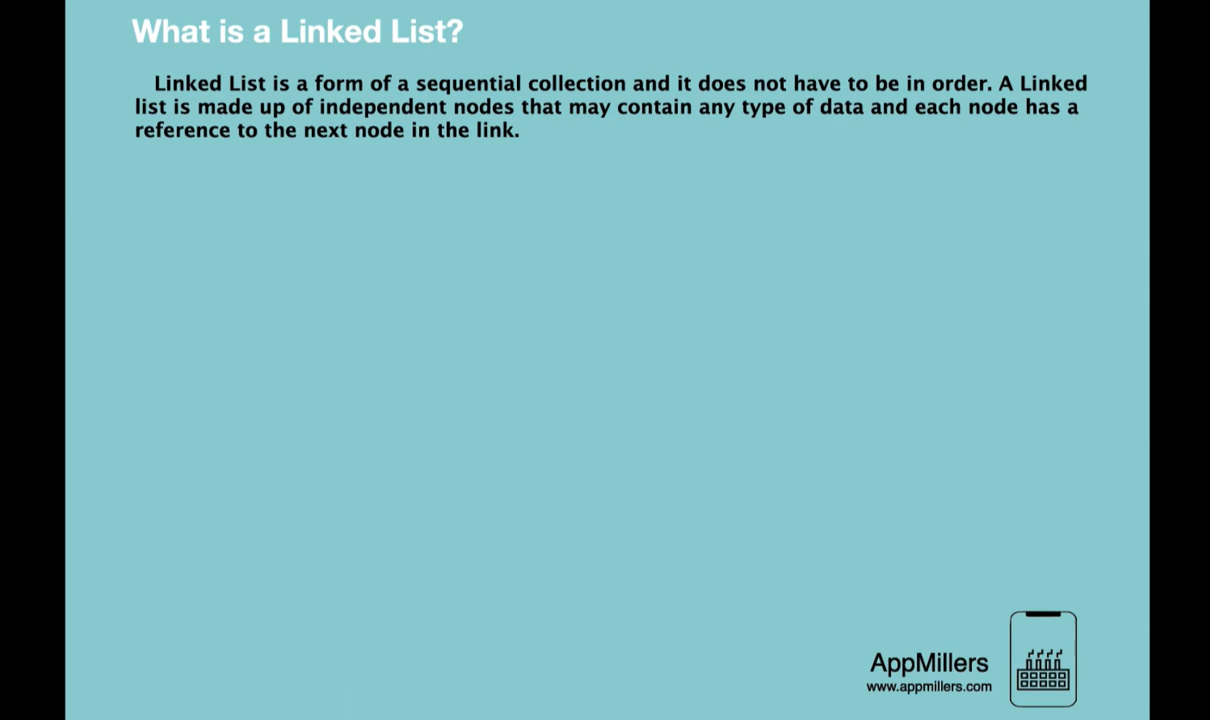 What is a Linked List?
Linked List is a form of a sequential collection and it does not have to be in order. A Linked
list is made up of independent nodes that may contain any type of data and each node has a
reference to the next node in the link.
AppMillers
www.appmillers.com